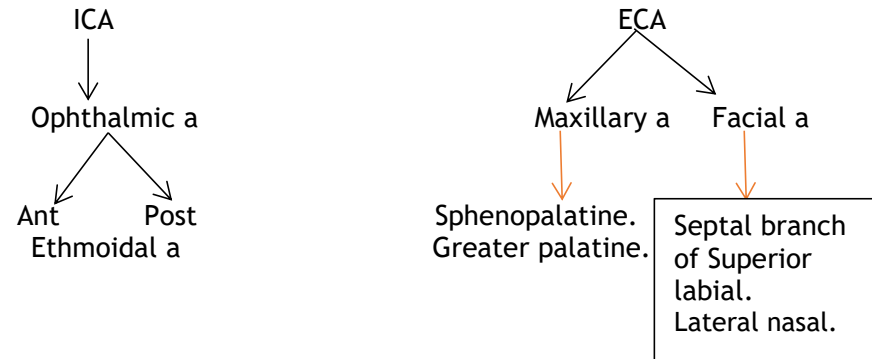 ICA
Ophthalmic a
Ant Post
Ethmoidal a
ECA
Maxillary a Facial a
Sphenopalatine.
Greater palatine.
Septal branch
of Superior
labial.
Lateral nasal.